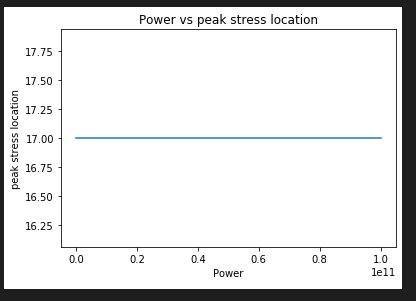 Power vs peak stress location
17.75
17.50
17.25
17.00
16.75
16.50
16.25
peak stress location
0.0 0.2 0.4 0.6 0.8 1.0
1e11
Power